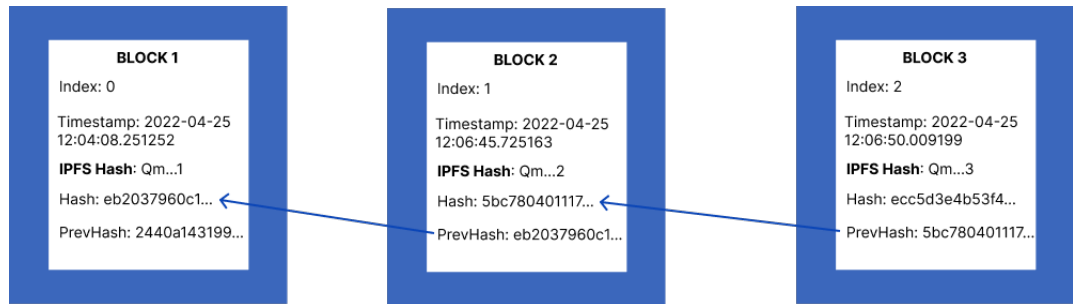 BLOCK 1
Index: 0
Timestamp: 2022-04-25
12:04:08.251252
IPFS Hash: Qm...1
Hash: eb2037960c1...
PrevHash: 2440a143199...
BLOCK 2
Index: 1
Timestamp: 2022-04-25
12:06:45.725163
IPFS Hash: Qm...2
Hash: 5bc780401117...
PrevHash: eb2037960c1...
BLOCK 3
Index: 2
Timestamp: 2022-04-25
12:06:50.009199
IPFS Hash: Qm...3
Hash: ecc5d3e4b53f4...
PrevHash: 5bc780401117...